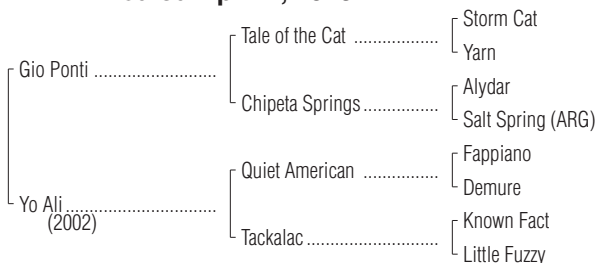 Storm Cat
Tale of the Cat ..................
Yarn
Gio Ponti ..........................
Alydar
Chipeta Springs................
Salt Spring (ARG)
Fappiano
Quiet American ................
Demure
Yo Ali................................
(2002)
Known Fact
Tackalac............................
Little Fuzzy